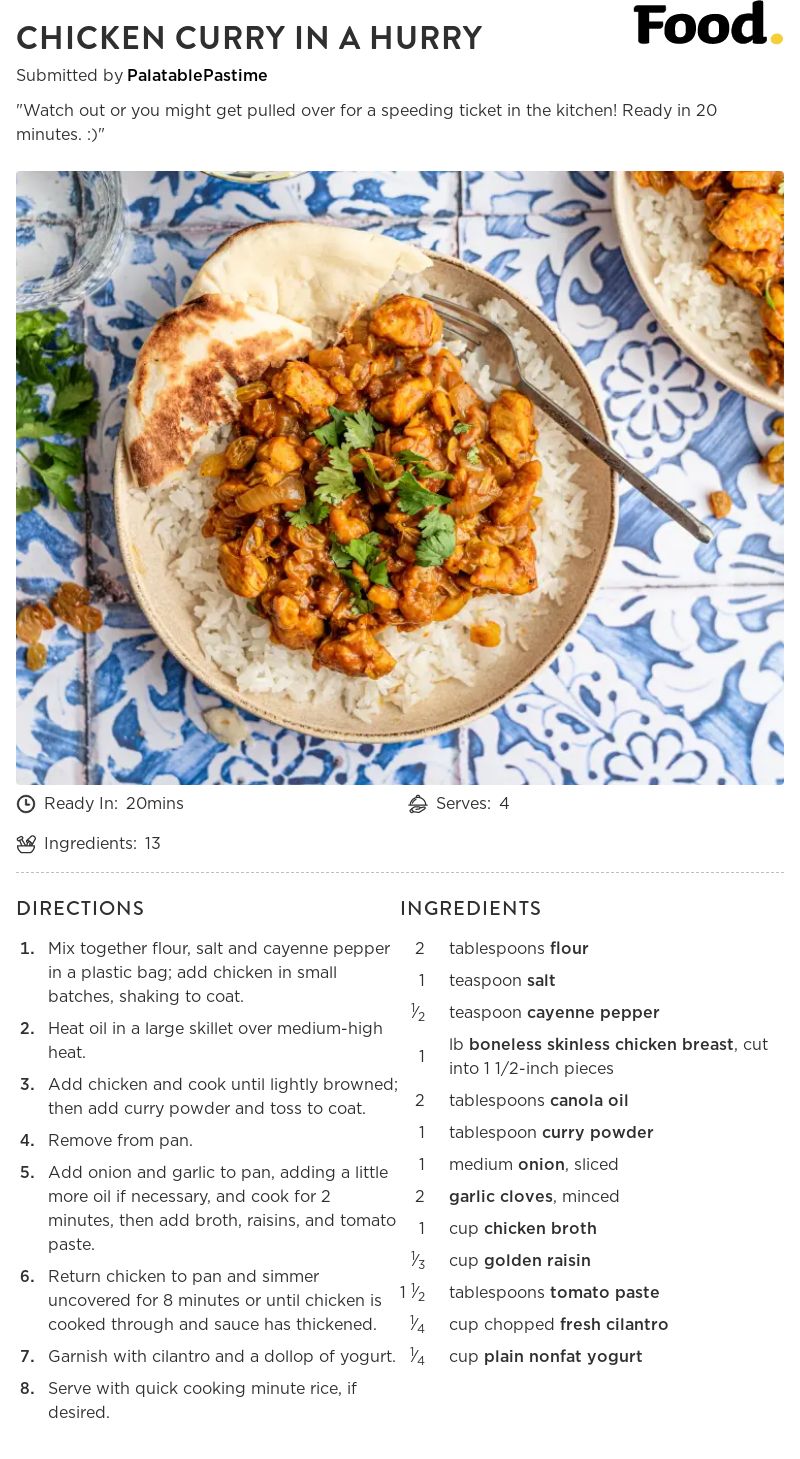 CHICKEN CURRY IN A HURRY
Food.
Submitted by PalatablePastime
"Watch out or you might get pulled over for a speeding ticket in the kitchen! Ready in 20
minutes. :)"
Ready In: 20mins
Serves: 4
Ingredients: 13
DIRECTIONS
1. Mix together flour, salt and cayenne pepper
in a plastic bag; add chicken in small
batches, shaking to coat.
2. Heat oil in a large skillet over medium-high
heat.
3. Add chicken and cook until lightly browned;
then add curry powder and toss to coat.
4. Remove from pan.
5. Add onion and garlic to pan, adding a little
more oil if necessary, and cook for 2
minutes, then add broth, raisins, and tomato
paste.
6. Return chicken to pan and simmer
uncovered for 8 minutes or until chicken is
cooked through and sauce has thickened.
7. Garnish with cilantro and a dollop of yogurt.
8. Serve with quick cooking minute rice, if
desired.
INGREDIENTS
2 tablespoons flour
1 teaspoon salt
1⁄2 teaspoon cayenne pepper
1 lb boneless skinless chicken breast, cut
into 1 1/2-inch pieces
2 tablespoons canola oil
1 tablespoon curry powder
1 medium onion, sliced
2 garlic cloves, minced
1 cup chicken broth
1⁄3 cup golden raisin
1 1⁄2 tablespoons tomato paste
1⁄4 cup chopped fresh cilantro
1⁄4 cup plain nonfat yogurt